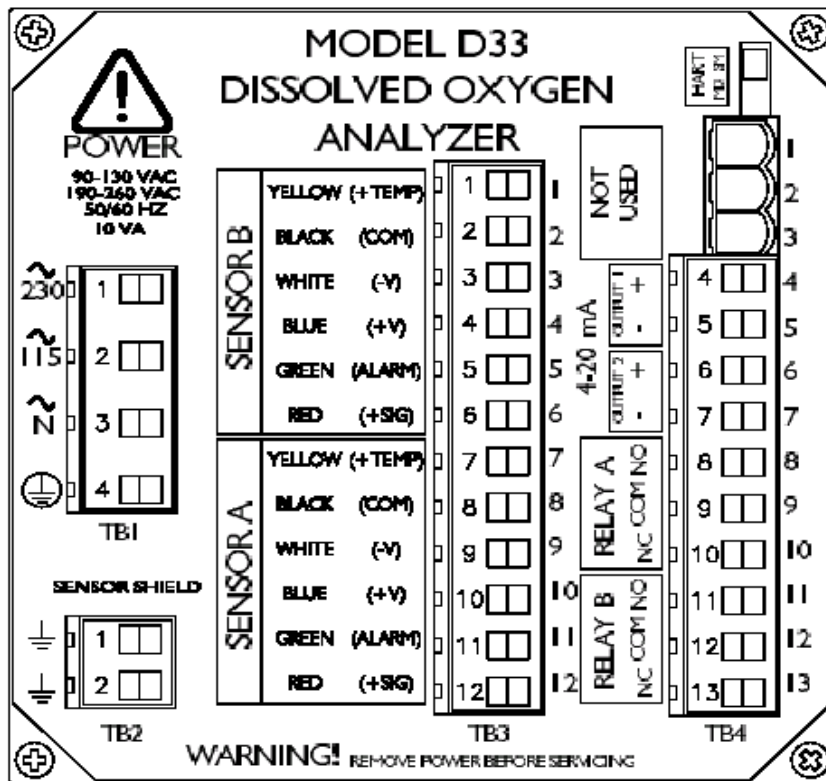 MODEL D33
DISSOLVED OXYGEN
ANALYZER
HART
POWER
90-130 VAC
190-260 VAC
50/60 HZ
10 VA
230 1
115 2
N 3
4
TB1
SENSOR SHIELD
1
2
TB2
SENSOR B
YELLOW (+TEMP) 1 1
BLACK (COM) 2 2
WHITE (-V) 3 3
BLUE (+V) 4 4
GREEN (ALARM) 5 5
RED (+SIG) 6 6
SENSOR A
YELLOW (+TEMP) 7 7
BLACK (COM) 8 8
WHITE (-V) 9 9
BLUE (+V) 10 10
GREEN (ALARM) 11 11
RED (+SIG) 12 12
TB3
NOT
USED
1
2
3
4-20 mA
OUTPUT 1
+ 4 4
- 5 5
OUTPUT 2
+ 6 6
- 7 7
RELAY A
NC COM NO
8 8
9 9
10 10
RELAY B
NC COM NO
11 11
12 12
13 13
TB4
WARNING! REMOVE POWER BEFORE SERVICING